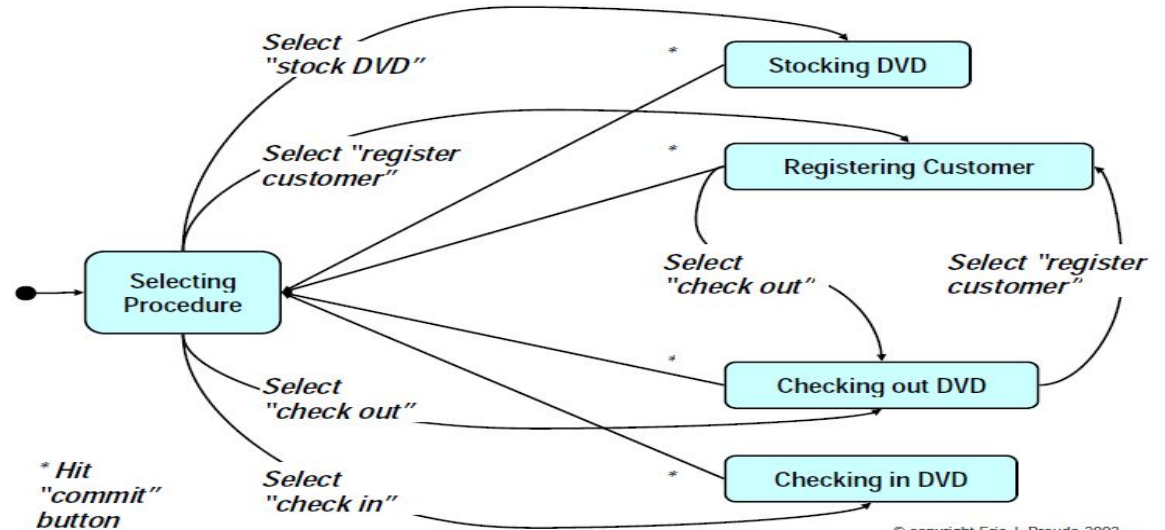 Select
"stock DVD"
*
Stocking DVD
Select "register
customer"
*
Registering Customer
Selecting
Procedure
Select
"check out"
Select "register
customer"
Select
"check out"
*
Checking out DVD
* Hit
"commit"
button
Select
"check in"
*
Checking in DVD